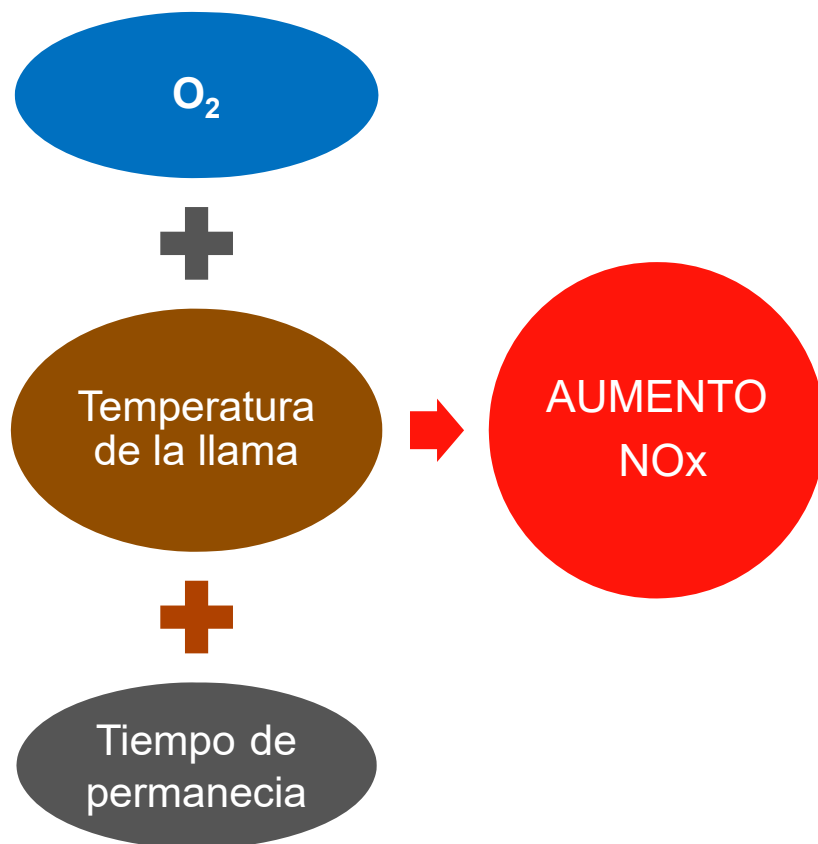 O₂
Temperatura
de la llama
AUMENTO
NOx
Tiempo de
permanecia